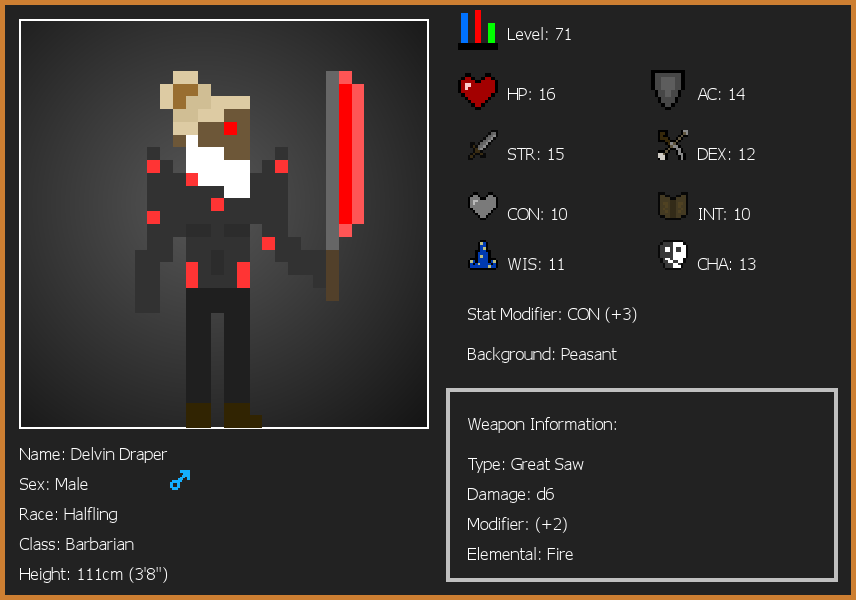 Level: 71
HP: 16
AC: 14
STR: 15
DEX: 12
CON: 10
INT: 10
WIS: 11
CHA: 13
Stat Modifier: CON (+3)
Background: Peasant
Weapon Information:
Type: Great Saw
Damage: d6
Modifier: (+2)
Elemental: Fire
Name: Delvin Draper
Sex: Male
Race: Halfling
Class: Barbarian
Height: 111cm (3'8")